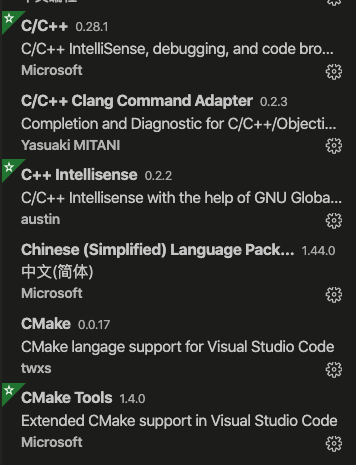 C/C++ 0.28.1
C/C++ IntelliSense, debugging, and code bro...
Microsoft
C/C++ Clang Command Adapter 0.2.3
Completion and Diagnostic for C/C++/Objecti...
Yasuaki MITANI
C++ Intellisense 0.2.2
C/C++ Intellisense with the help of GNU Globa...
austin
Chinese (Simplified) Language Pack... 1.44.0
中文(简体)
Microsoft
CMake 0.0.17
CMake langage support for Visual Studio Code
twxs
CMake Tools 1.4.0
Extended CMake support in Visual Studio Code
Microsoft